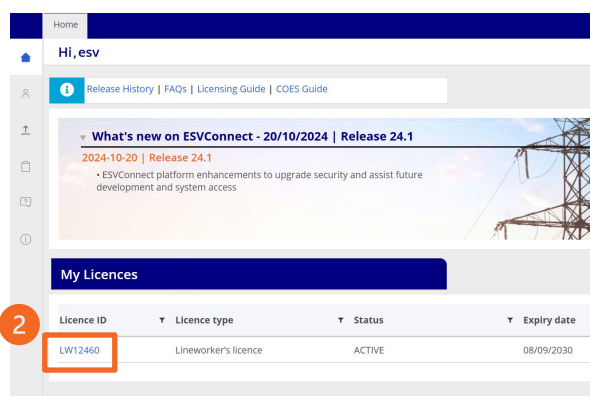 Home
Hi,esv
Release History | FAQs | Licensing Guide | COES Guide
What's new on ESVConnect - 20/10/2024 | Release 24.1
2024-10-20 | Release 24.1
• ESVConnect platform enhancements to upgrade security and assist future
development and system access
My Licences
Licence ID Licence type Status Expiry date
2
LW12460 Lineworker's licence ACTIVE 08/09/2030